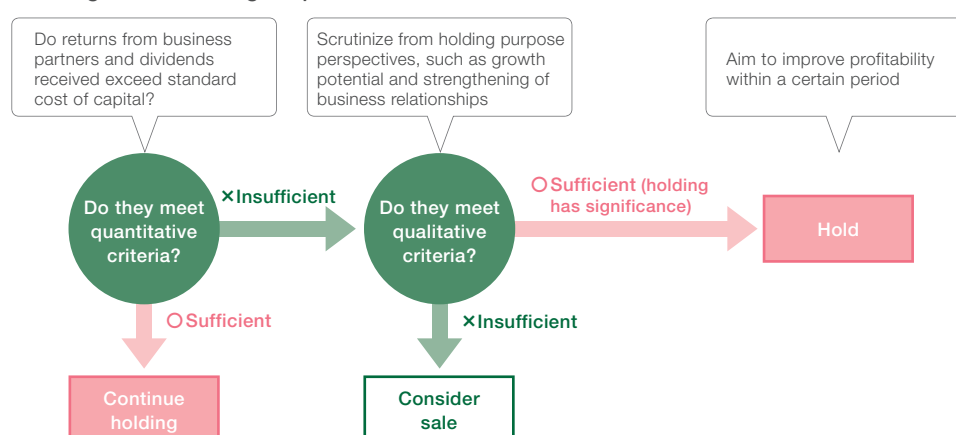 Do returns from business
partners and dividends
received exceed standard
cost of capital?
Scrutinize from holding purpose
perspectives, such as growth
potential and strengthening of
business relationships
Aim to improve profitability
within a certain period
Do they meet
quantitative
criteria?
×Insufficient
Do they meet
qualitative
criteria?
○Sufficient (holding
has significance)
Hold
○Sufficient
×Insufficient
Continue
holding
Consider
sale